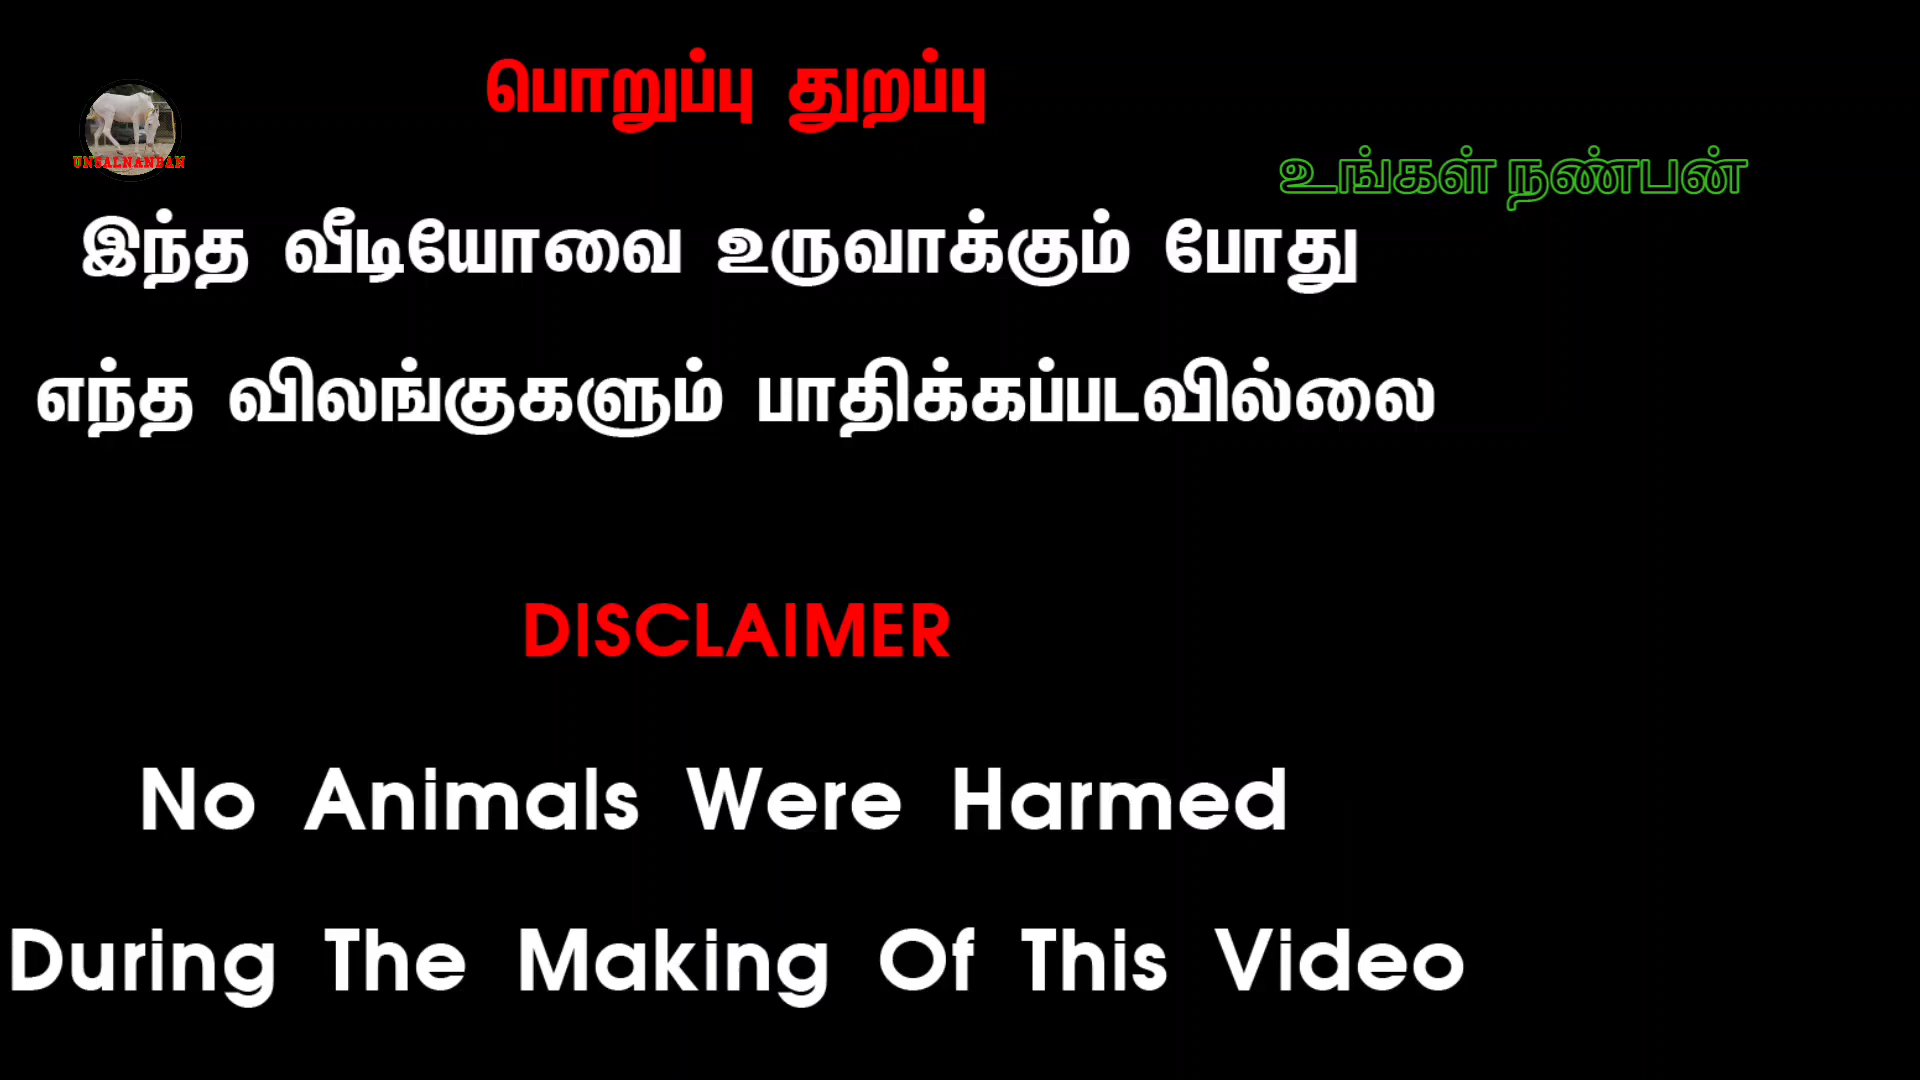 பொறுப்பு துறப்பு
UNGALNANBAN
உங்கள் நண்பன்
இந்த வீடியோவை உருவாக்கும் போது
எந்த விலங்குகளும் பாதிக்கப்படவில்லை
DISCLAIMER
No Animals Were Harmed
During The Making Of This Video